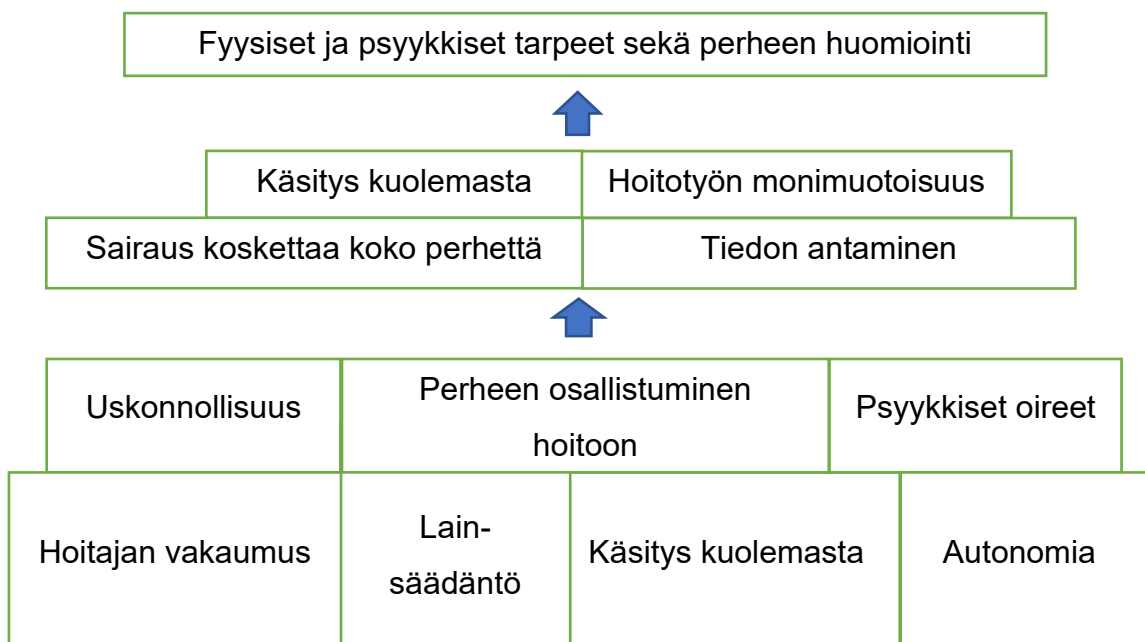 Fyysiset ja psyykkiset tarpeet sekä perheen huomiointi
Käsitys kuolemasta
Hoitotyön monimuotoisuus
Sairaus koskettaa koko perhettä
Tiedon antaminen
Uskonnollisuus
Perheen osallistuminen
hoitoon
Psyykkiset oireet
Hoitajan vakaumus
Lain-
säädäntö
Käsitys kuolemasta
Autonomia